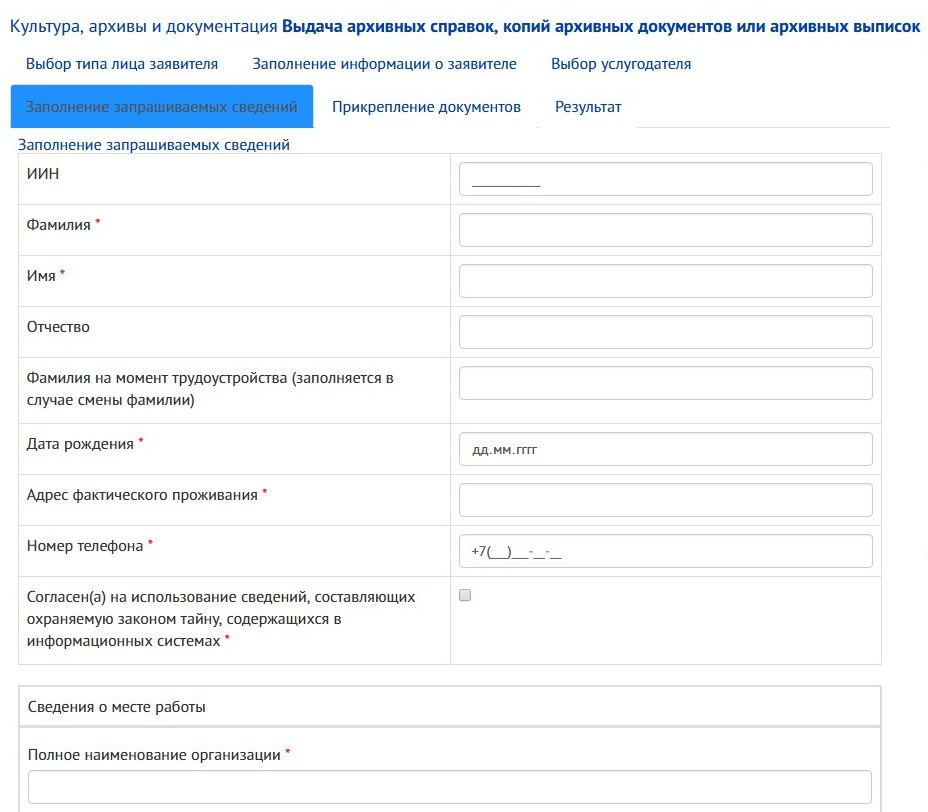 Культура, архивы и документация Выдача архивных справок, копий архивных документов или архивных выписок
Выбор типа лица заявителя Заполнение информации о заявителе Выбор услугодателя
Заполнение запрашиваемых сведений Прикрепление документов Результат
Заполнение запрашиваемых сведений
ИИН ____________
Фамилия *
Имя *
Отчество
Фамилия на момент трудоустройства (заполняется в
случае смены фамилии)
Дата рождения * дд.мм.гггг
Адрес фактического проживания *
Номер телефона * +7(___)___-__-__
Согласен(а) на использование сведений, составляющих
охраняемую законом тайну, содержащихся в
информационных системах *
Сведения о месте работы
Полное наименование организации *